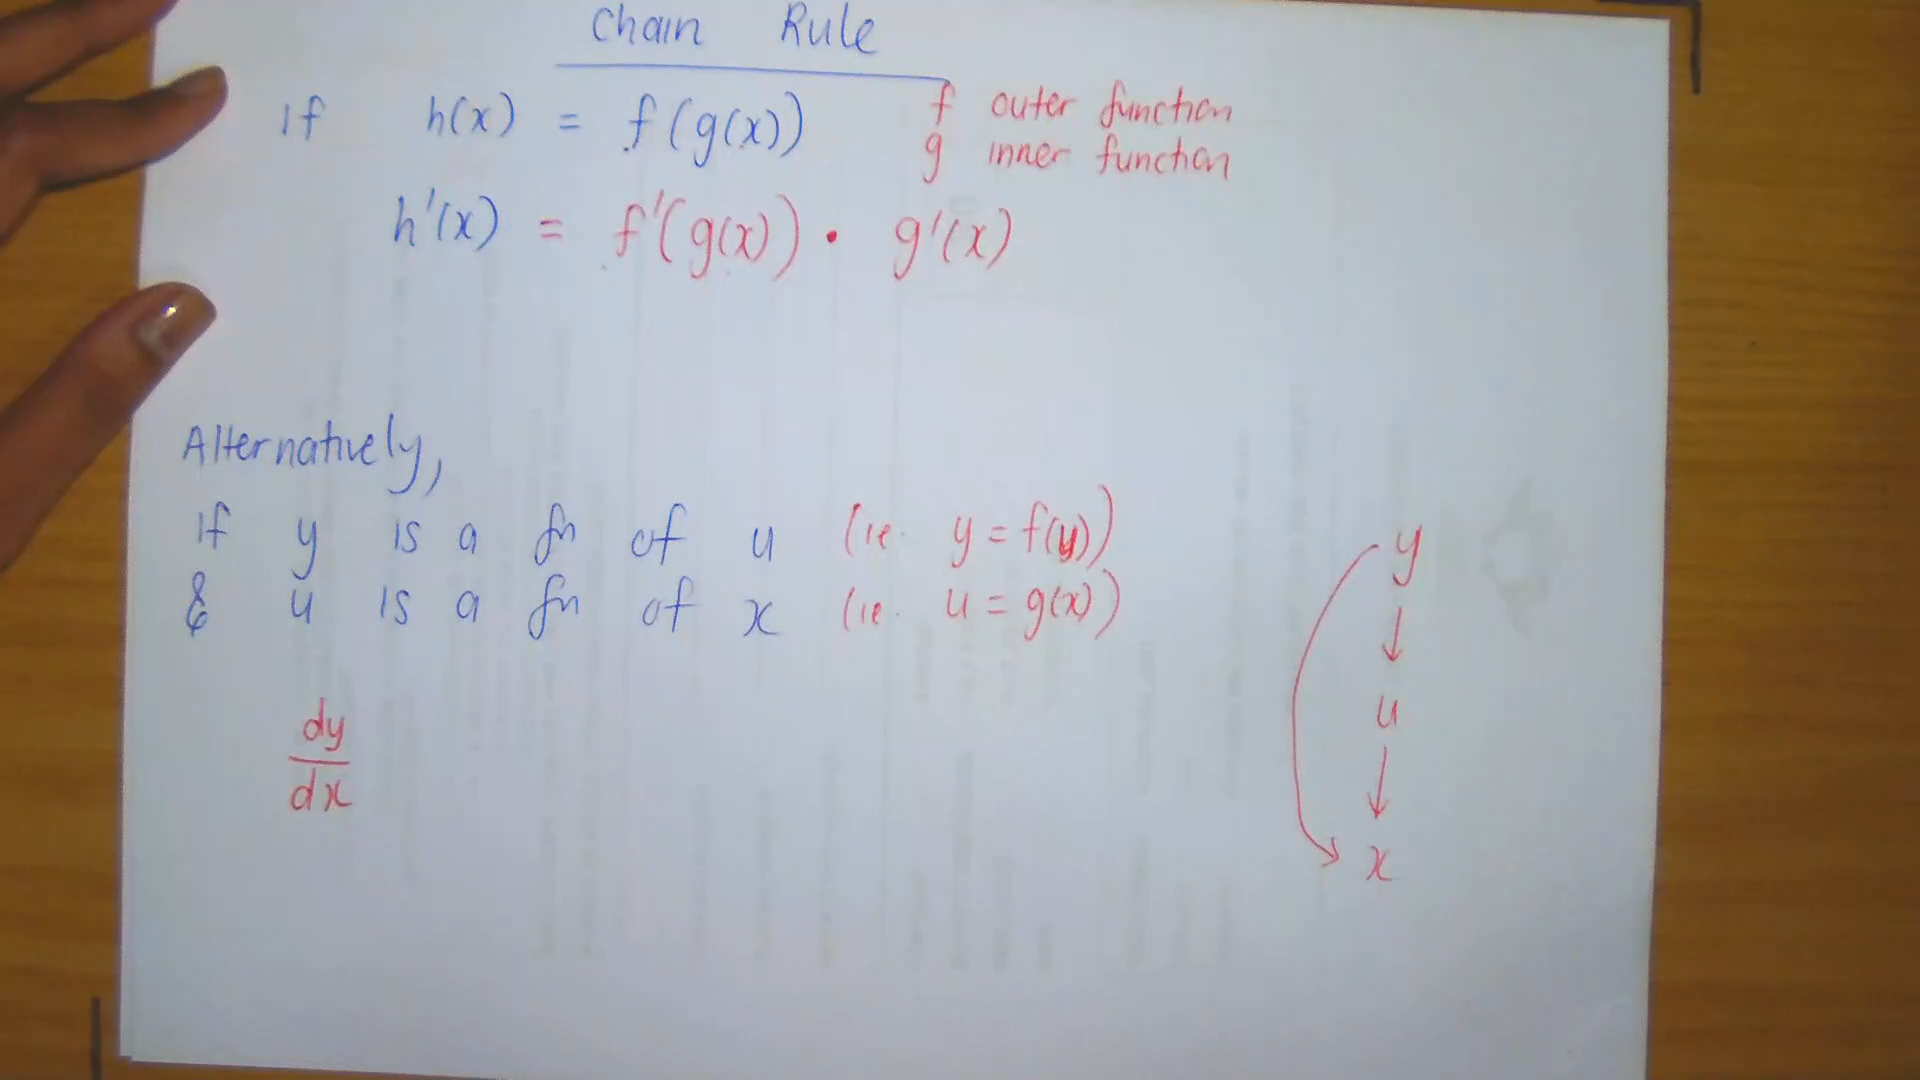 Chain Rule
If h(x) = f(g(x))
f outer function
g inner function
h'(x) = f'(g(x)) · g'(x)
Alternatively,
If y is a fn of u (ie. y = f(u))
& u is a fn of x (ie. u = g(x))
dy
dx
y
↓
u
↓
x